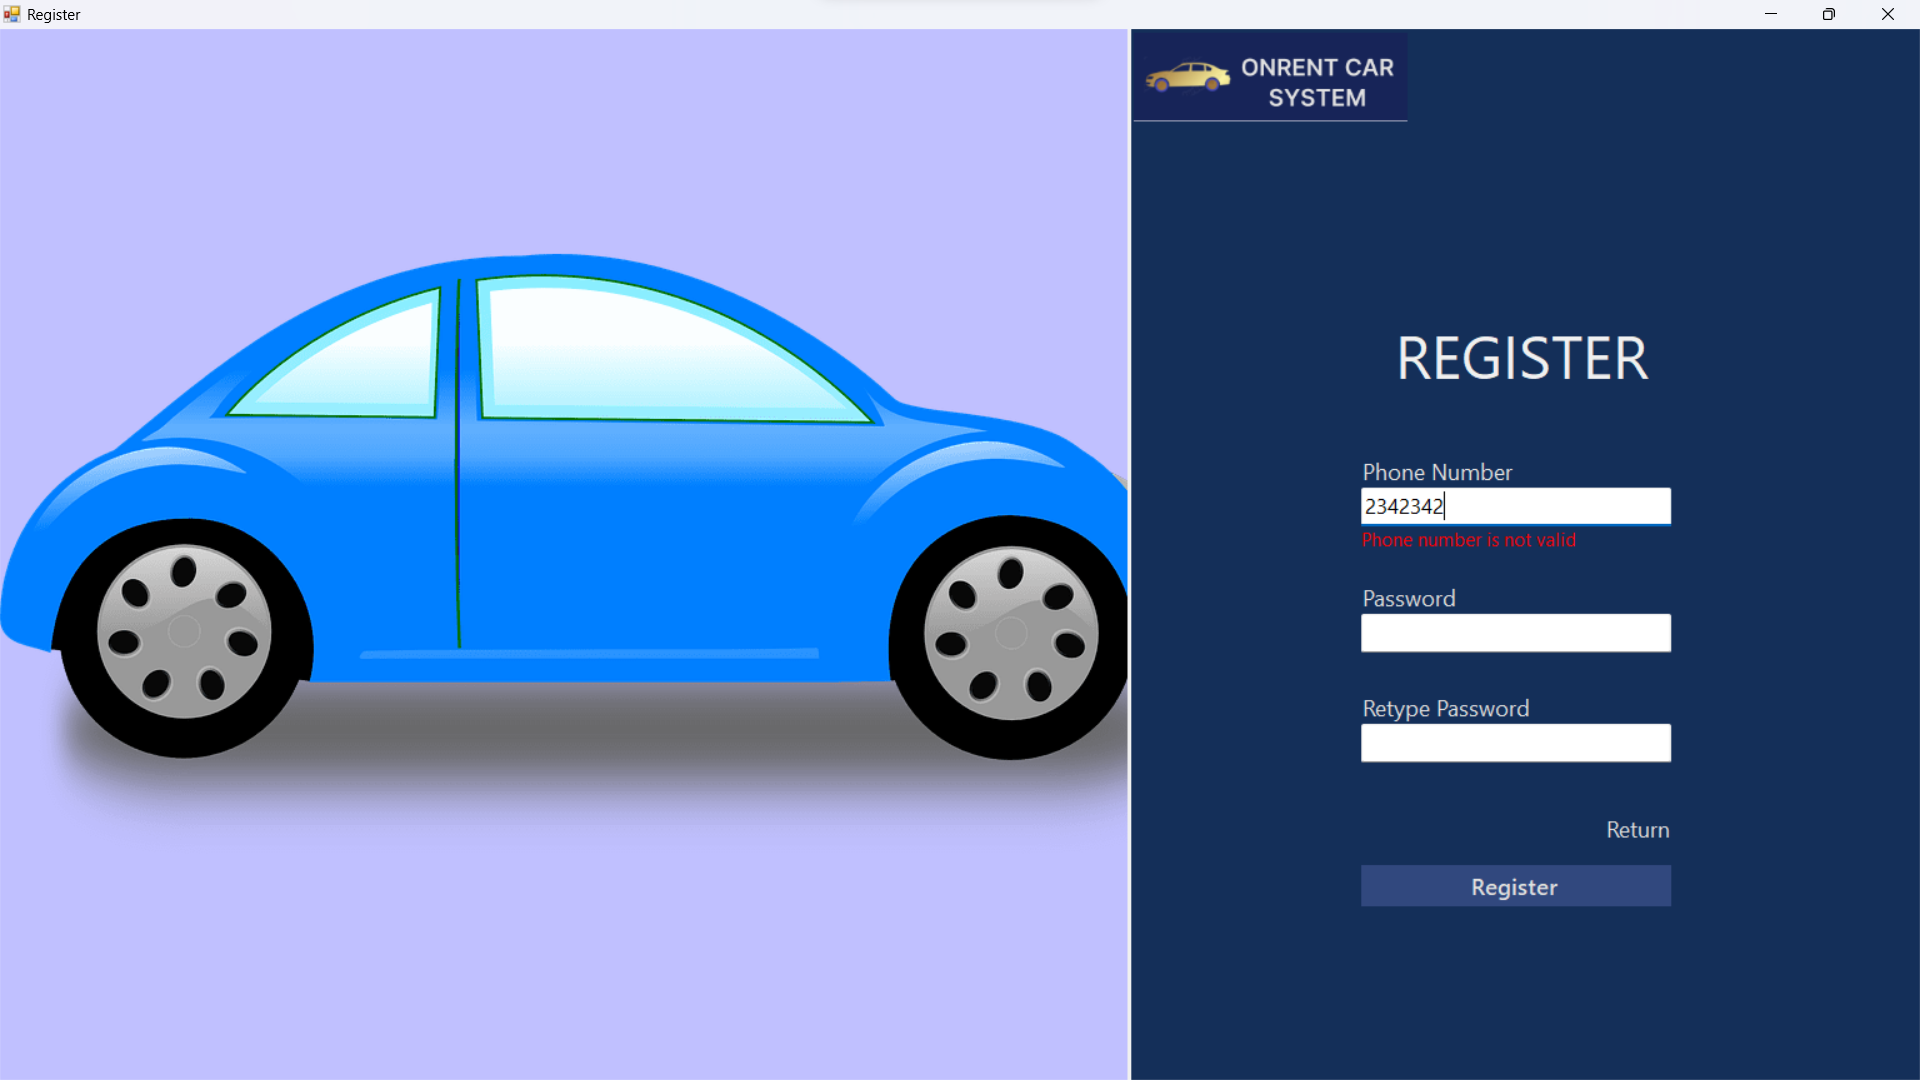 Register
ONRENT CAR
SYSTEM
REGISTER
Phone Number
2342342
Phone number is not valid
Password
Retype Password
Return
Register